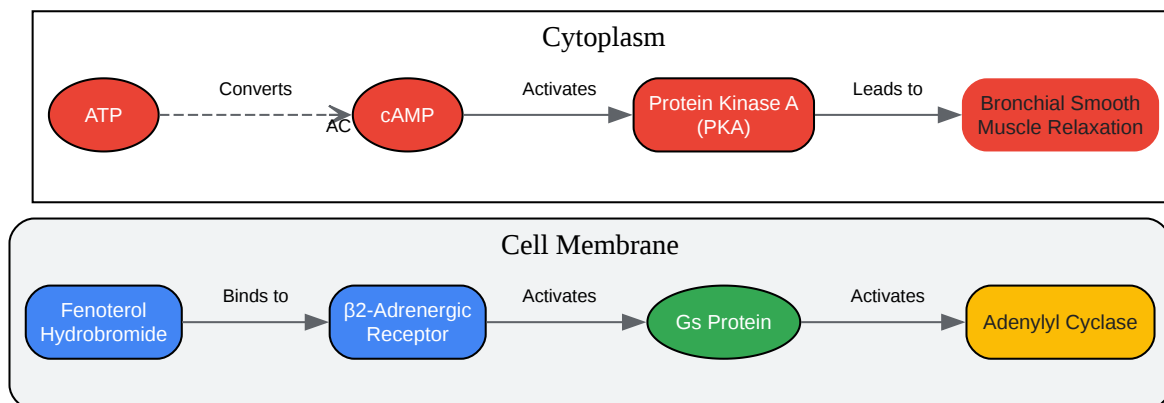 Cytoplasm
Converts
Activates
Leads to
ATP
AC
cAMP
Protein Kinase A
(PKA)
Bronchial Smooth
Muscle Relaxation
Cell Membrane
Binds to
Activates
Activates
Fenoterol
Hydrobromide
β2-Adrenergic
Receptor
Gs Protein
Adenylyl Cyclase